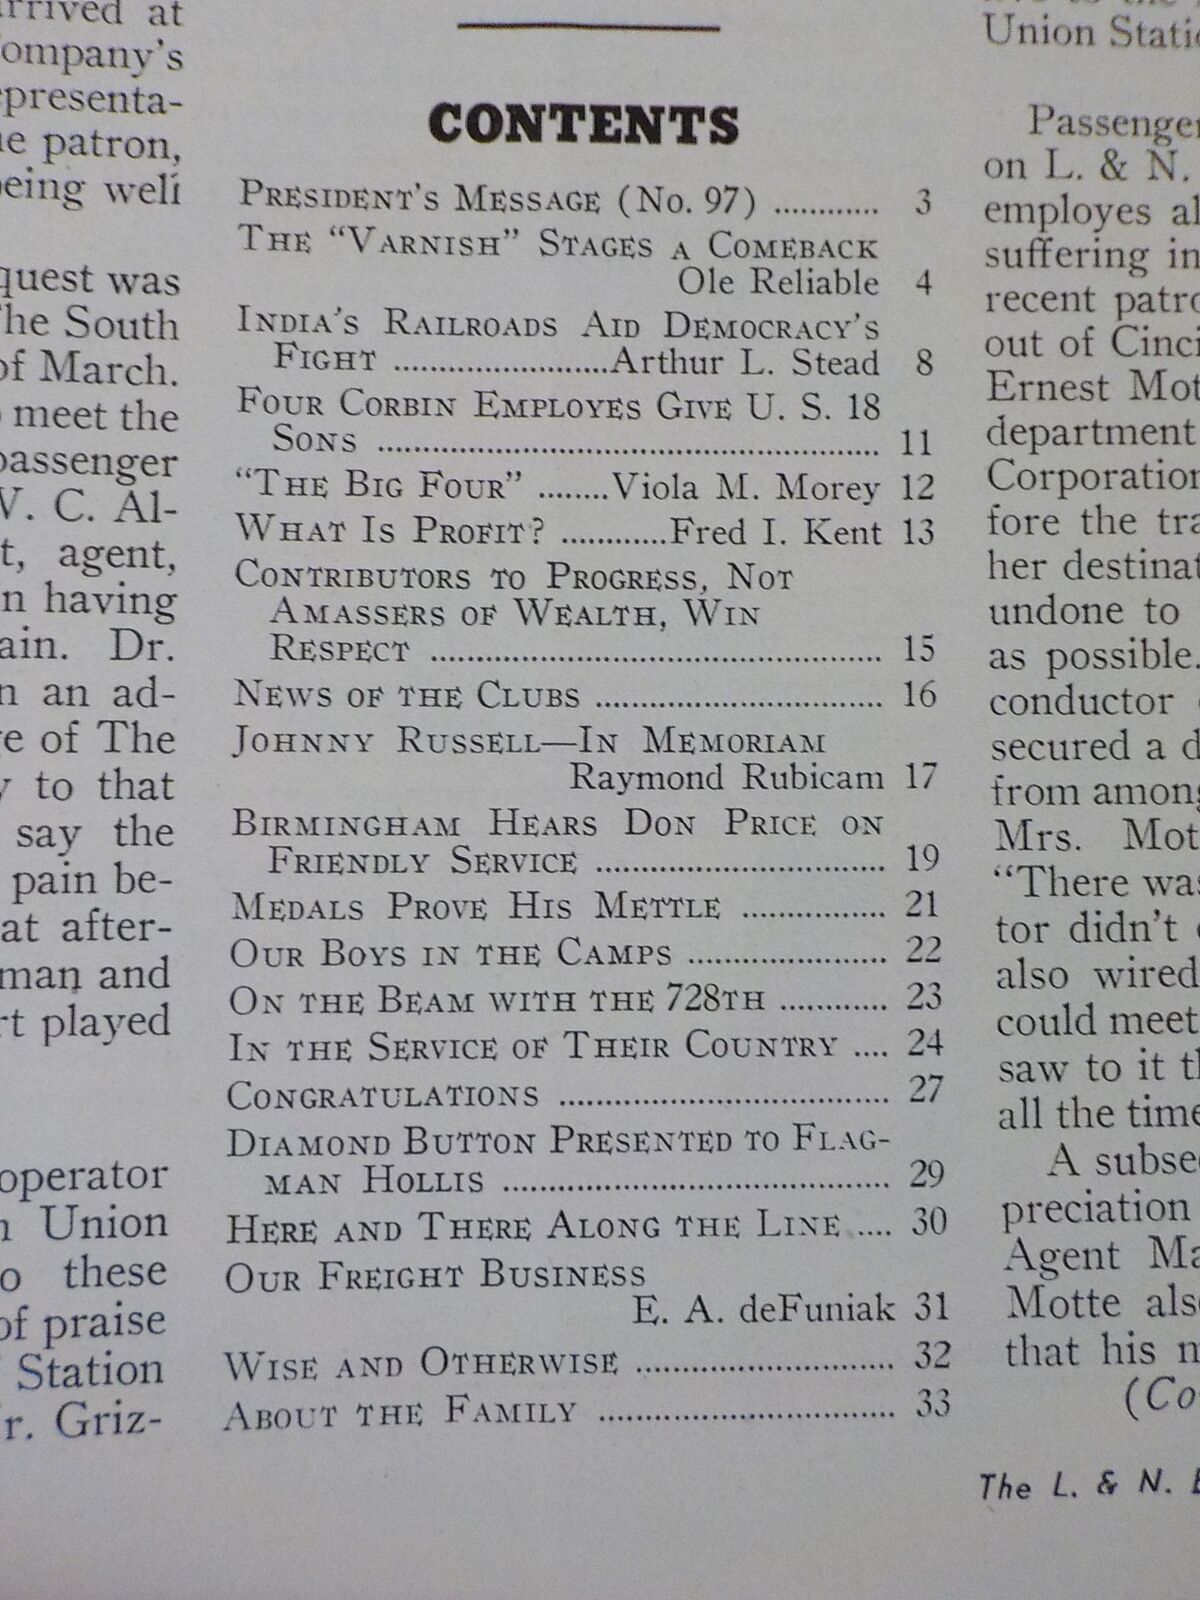 arrived at
ompany's
epresenta-
patron,
being well
quest was
The South
of March.
meet the
passenger
V. C. Al-
t, agent,
n having
ain. Dr.
n an ad-
ge of The
y to that
say the
pain be-
at after-
man and
rt played
operator
Union
to these
of praise
Station
r. Griz-
CONTENTS
PRESIDENT'S MESSAGE (NO. 97) ............ 3
THE "VARNISH" STAGES A COMEBACK
Ole Reliable 4
INDIA'S RAILROADS AID DEMOCRACY'S
FIGHT ........................Arthur L. Stead 8
FOUR CORBIN EMPLOYES GIVE U. S. 18
SONS ........................................................ 11
"THE BIG FOUR" ........Viola M. Morey 12
WHAT IS PROFIT? ............Fred I. Kent 13
CONTRIBUTORS TO PROGRESS, NOT
AMASSERS OF WEALTH, WIN
RESPECT .................................................. 15
NEWS OF THE CLUBS ................................ 16
JOHNNY RUSSELL—IN MEMORIAM
Raymond Rubicam 17
BIRMINGHAM HEARS DON PRICE ON
FRIENDLY SERVICE ................................ 19
MEDALS PROVE HIS METTLE ................ 21
OUR BOYS IN THE CAMPS ...................... 22
ON THE BEAM WITH THE 728TH ............ 23
IN THE SERVICE OF THEIR COUNTRY .... 24
CONGRATULATIONS .................................... 27
DIAMOND BUTTON PRESENTED TO FLAG-
MAN HOLLIS .......................................... 29
HERE AND THERE ALONG THE LINE .... 30
OUR FREIGHT BUSINESS
E. A. deFuniak 31
WISE AND OTHERWISE ............................ 32
ABOUT THE FAMILY ................................ 33
Union Stati
Passenger
on L. & N.
employes al
suffering in
recent patro
out of Cinci
Ernest Mot
department
Corporation
fore the tra
her destinat
undone to
as possible.
conductor
secured a d
from among
Mrs. Mot
"There was
tor didn't
also wired
could meet
saw to it th
all the time
A subse
preciation
Agent Ma
Motte als
that his n
(Co
The L. & N. E